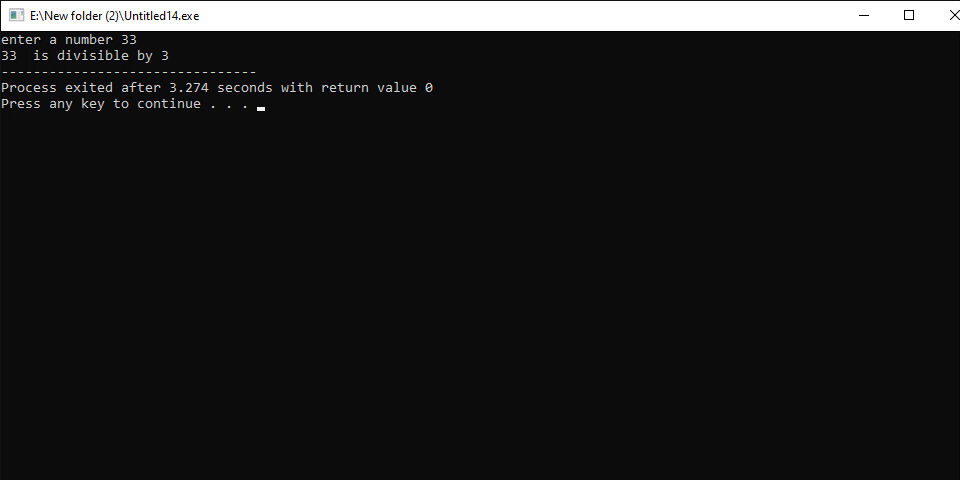 E:\New folder (2)\Untitled14.exe
enter a number 33
33  is divisible by 3
--------------------------------
Process exited after 3.274 seconds with return value 0
Press any key to continue . . .